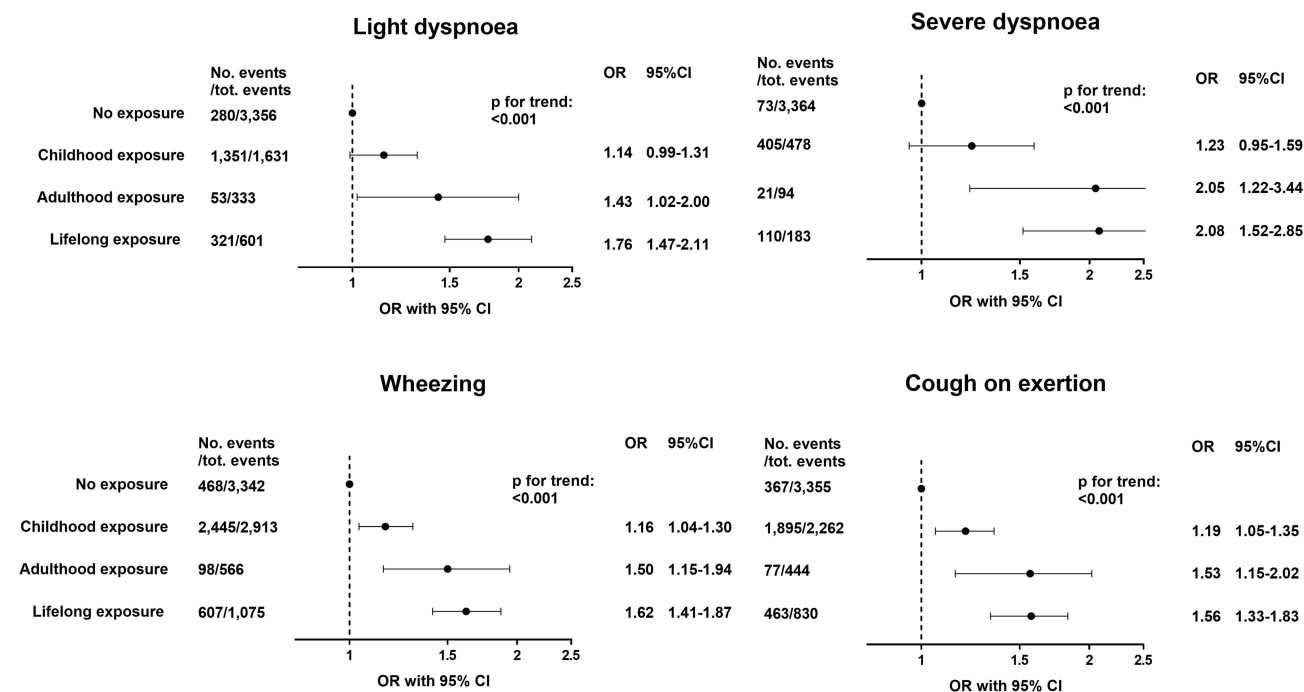 Light dyspnoea
No. events
/tot. events
OR 95%CI
p for trend:
<0.001
No exposure 280/3,356
Childhood exposure 1,351/1,631 1.14 0.99-1.31
Adulthood exposure 53/333 1.43 1.02-2.00
Lifelong exposure 321/601 1.76 1.47-2.11
1 1.5 2 2.5
OR with 95% CI
Severe dyspnoea
No. events
/tot. events
OR 95%CI
p for trend:
<0.001
73/3,364
405/478 1.23 0.95-1.59
21/94 2.05 1.22-3.44
110/183 2.08 1.52-2.85
1 1.5 2 2.5
OR with 95% CI
Wheezing
No. events
/tot. events
OR 95%CI
p for trend:
<0.001
No exposure 468/3,342
Childhood exposure 2,445/2,913 1.16 1.04-1.30
Adulthood exposure 98/566 1.50 1.15-1.94
Lifelong exposure 607/1,075 1.62 1.41-1.87
1 1.5 2 2.5
OR with 95% CI
Cough on exertion
No. events
/tot. events
OR 95%CI
p for trend:
<0.001
367/3,355
1,895/2,262 1.19 1.05-1.35
77/444 1.53 1.15-2.02
463/830 1.56 1.33-1.83
1 1.5 2 2.5
OR with 95% CI